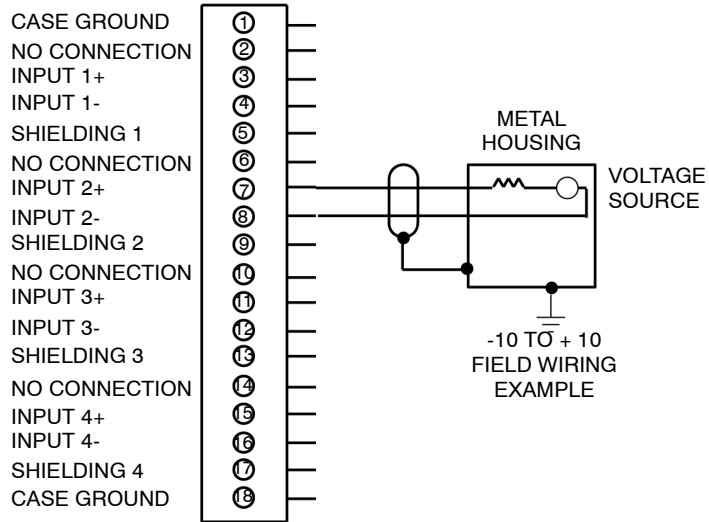 CASE GROUND 1
NO CONNECTION 2
INPUT 1+ 3
INPUT 1- 4
SHIELDING 1 5
NO CONNECTION 6
INPUT 2+ 7
INPUT 2- 8
SHIELDING 2 9
NO CONNECTION 10
INPUT 3+ 11
INPUT 3- 12
SHIELDING 3 13
NO CONNECTION 14
INPUT 4+ 15
INPUT 4- 16
SHIELDING 4 17
CASE GROUND 18
METAL
HOUSING
VOLTAGE
SOURCE
-10 TO + 10
FIELD WIRING
EXAMPLE